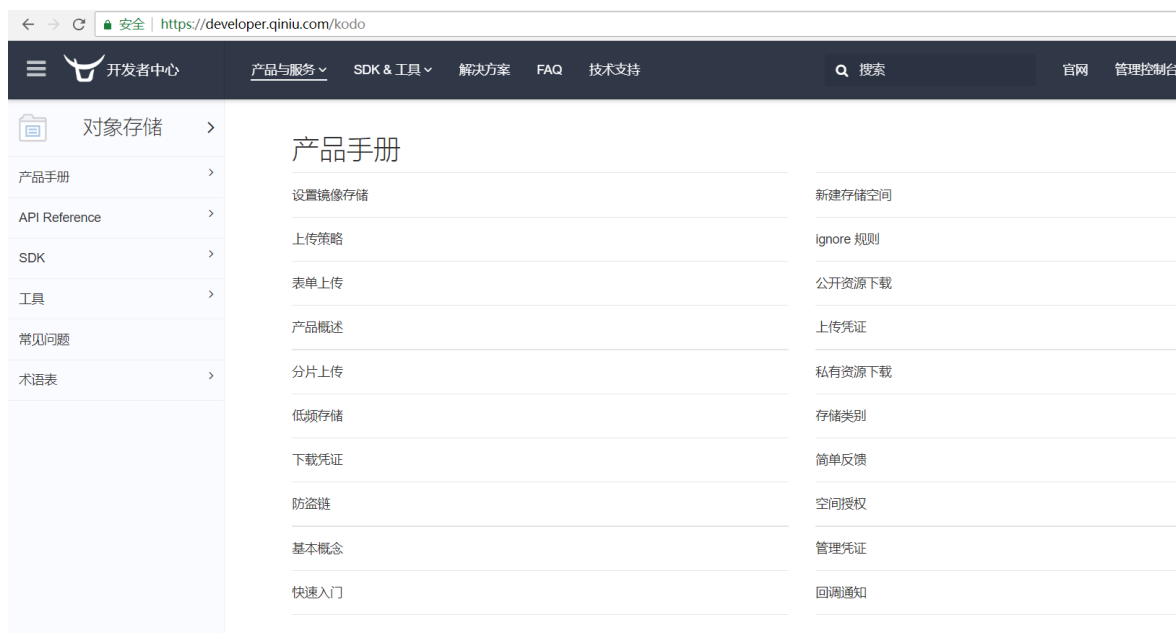 安全 | https://developer.qiniu.com/kodo
开发者中心 产品与服务 SDK & 工具 解决方案 FAQ 技术支持 搜索 官网 管理控制台
对象存储
产品手册
API Reference
SDK
工具
常见问题
术语表
产品手册
设置镜像存储 新建存储空间
上传策略 ignore 规则
表单上传 公开资源下载
产品概述 上传凭证
分片上传 私有资源下载
低频存储 存储类别
下载凭证 简单反馈
防盗链 空间授权
基本概念 管理凭证
快速入门 回调通知